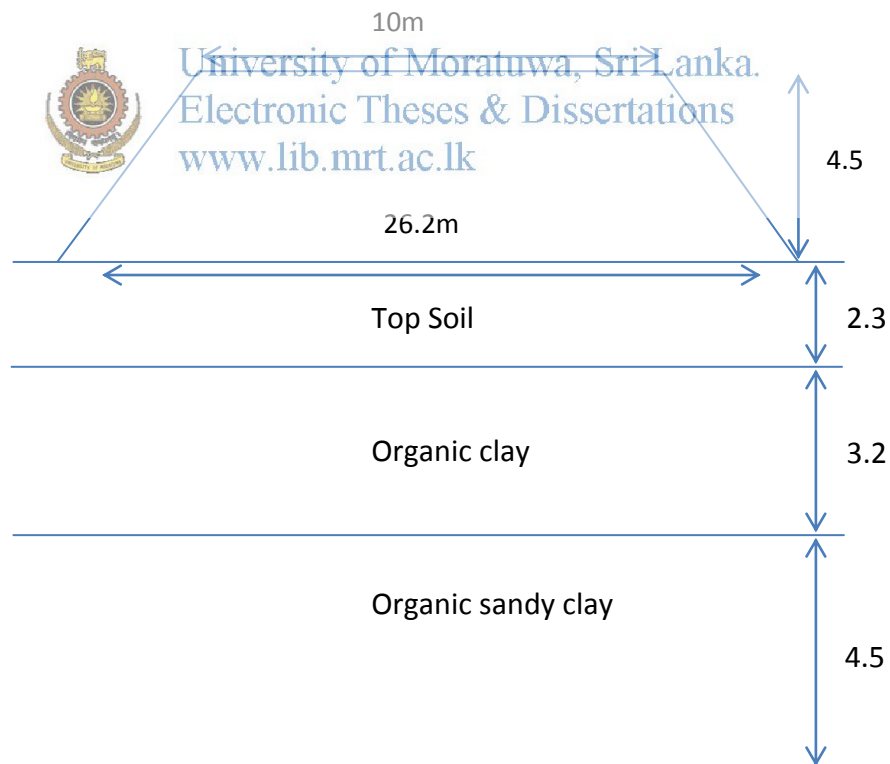 10m
University of Moratuwa, Sri Lanka.
Electronic Theses & Dissertations
www.lib.mrt.ac.lk
4.5
26.2m
Top Soil
2.3
Organic clay
3.2
Organic sandy clay
4.5